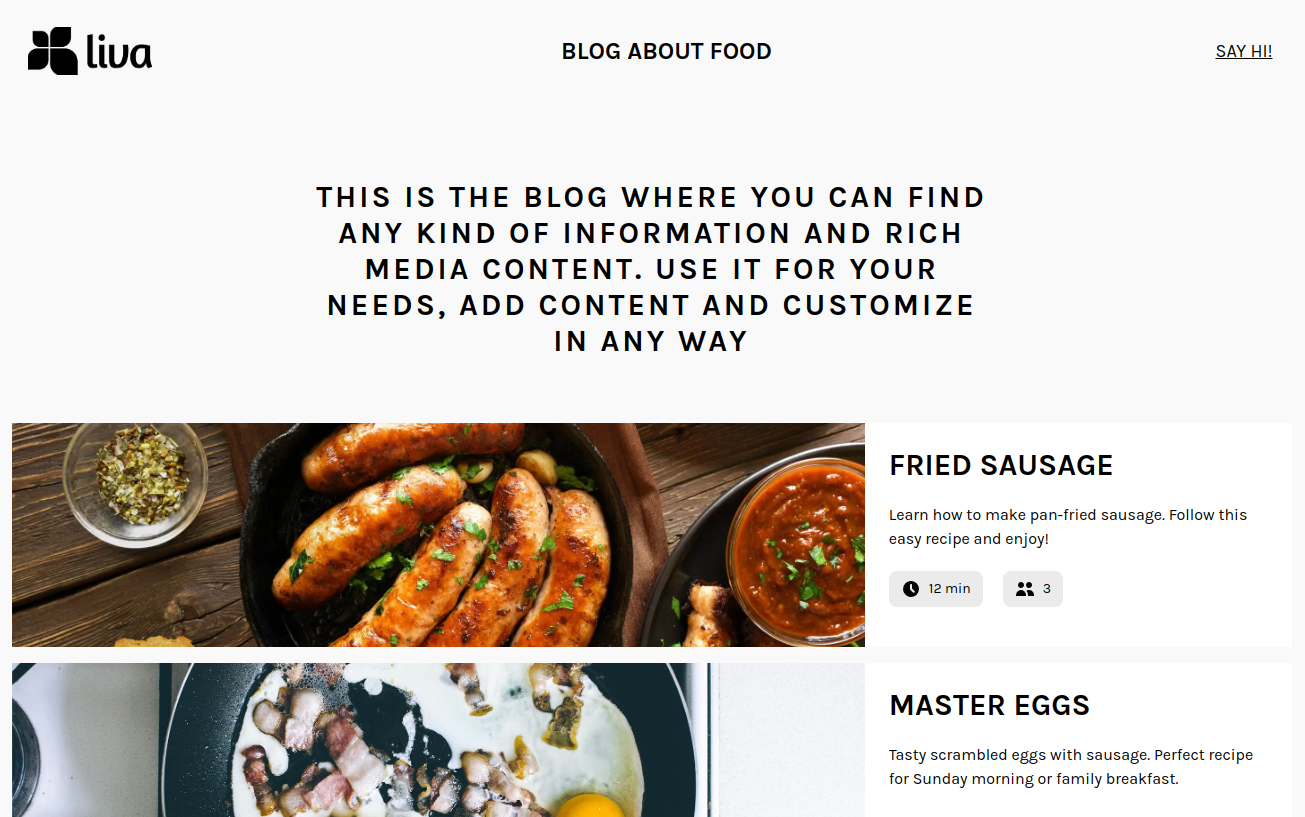 liva
BLOG ABOUT FOOD
SAY HI!
THIS IS THE BLOG WHERE YOU CAN FIND
ANY KIND OF INFORMATION AND RICH
MEDIA CONTENT. USE IT FOR YOUR
NEEDS, ADD CONTENT AND CUSTOMIZE
IN ANY WAY
FRIED SAUSAGE
Learn how to make pan-fried sausage. Follow this
easy recipe and enjoy!
12 min
3
MASTER EGGS
Tasty scrambled eggs with sausage. Perfect recipe
for Sunday morning or family breakfast.